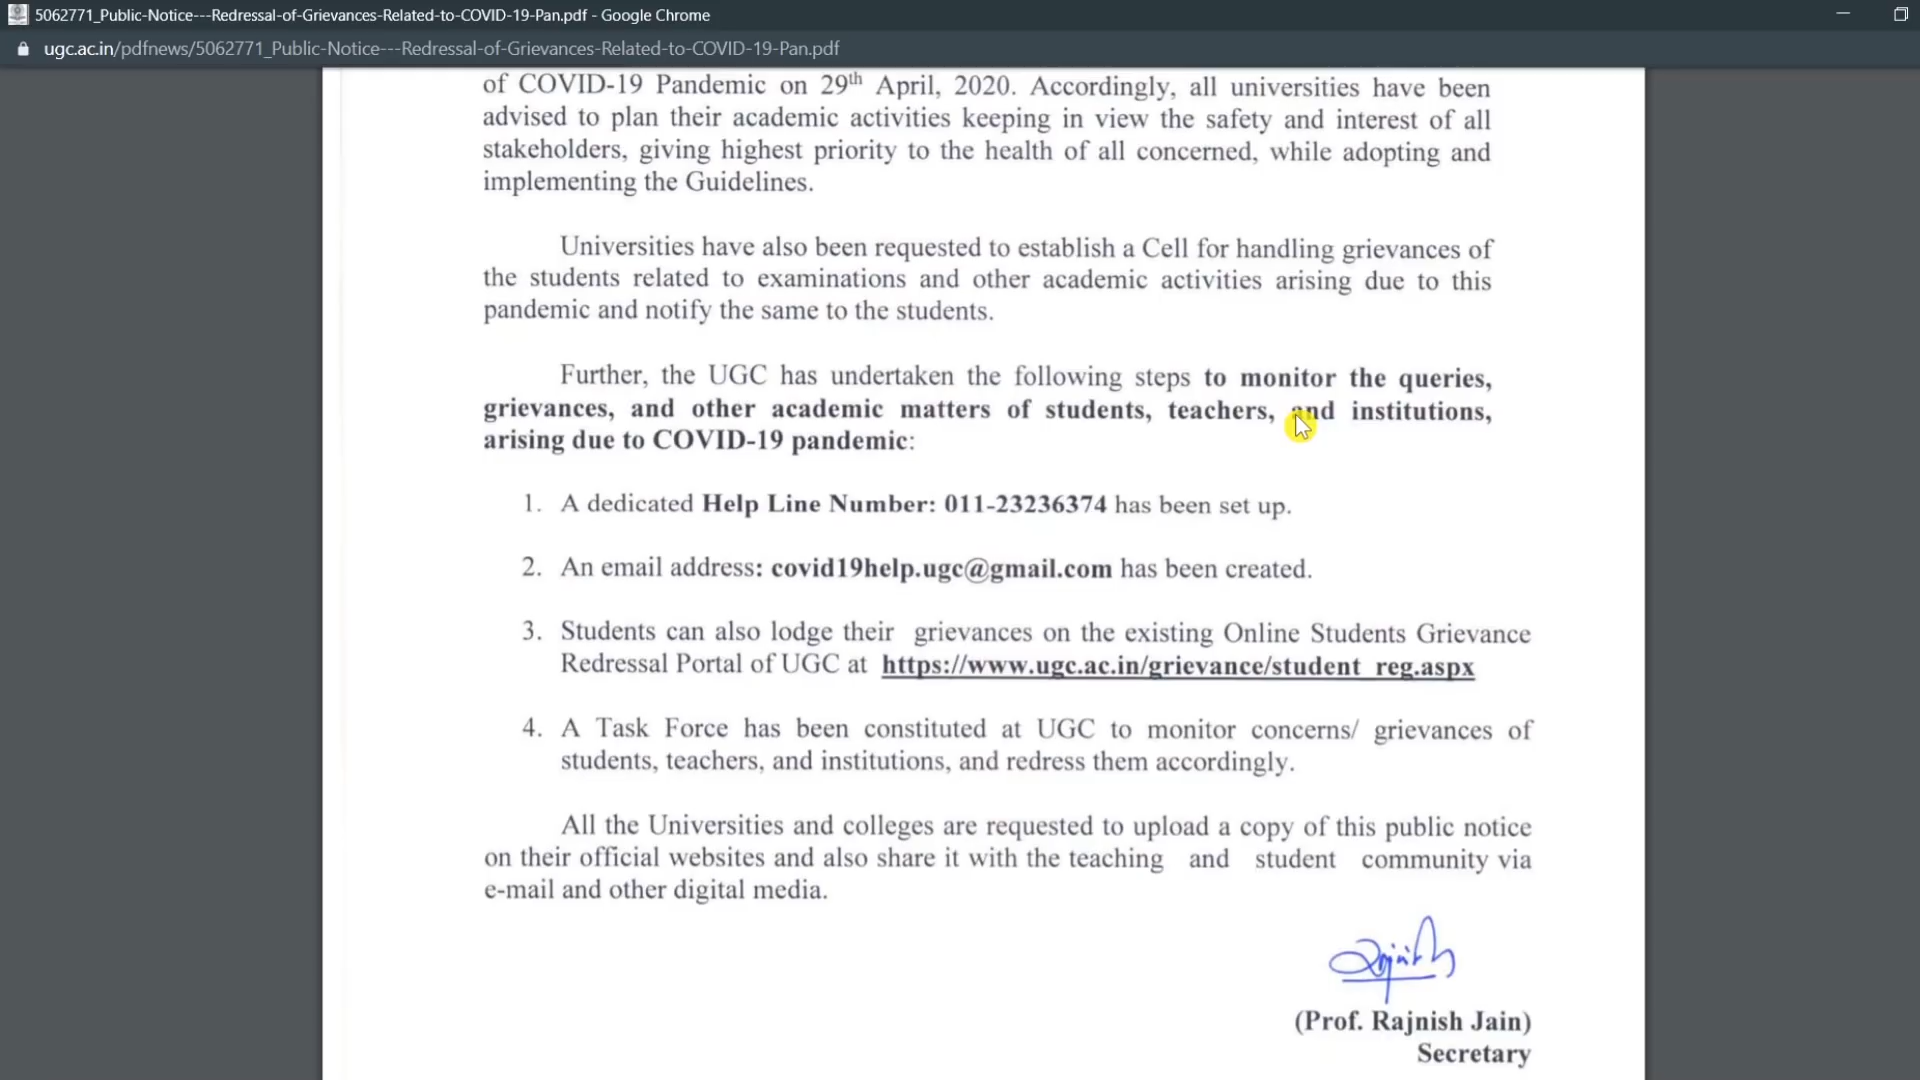 5062771_Public-Notice---Redressal-of-Grievances-Related-to-COVID-19-Pan.pdf - Google Chrome
ugc.ac.in/pdfnews/5062771_Public-Notice---Redressal-of-Grievances-Related-to-COVID-19-Pan.pdf
of COVID-19 Pandemic on 29th April, 2020. Accordingly, all universities have been
advised to plan their academic activities keeping in view the safety and interest of all
stakeholders, giving highest priority to the health of all concerned, while adopting and
implementing the Guidelines.
Universities have also been requested to establish a Cell for handling grievances of
the students related to examinations and other academic activities arising due to this
pandemic and notify the same to the students.
Further, the UGC has undertaken the following steps to monitor the queries,
grievances, and other academic matters of students, teachers, and institutions,
arising due to COVID-19 pandemic:
1. A dedicated Help Line Number: 011-23236374 has been set up.
2. An email address: covid19help.ugc@gmail.com has been created.
3. Students can also lodge their grievances on the existing Online Students Grievance
Redressal Portal of UGC at https://www.ugc.ac.in/grievance/student_reg.aspx
4. A Task Force has been constituted at UGC to monitor concerns/ grievances of
students, teachers, and institutions, and redress them accordingly.
All the Universities and colleges are requested to upload a copy of this public notice
on their official websites and also share it with the teaching and student community via
e-mail and other digital media.
(Prof. Rajnish Jain)
Secretary